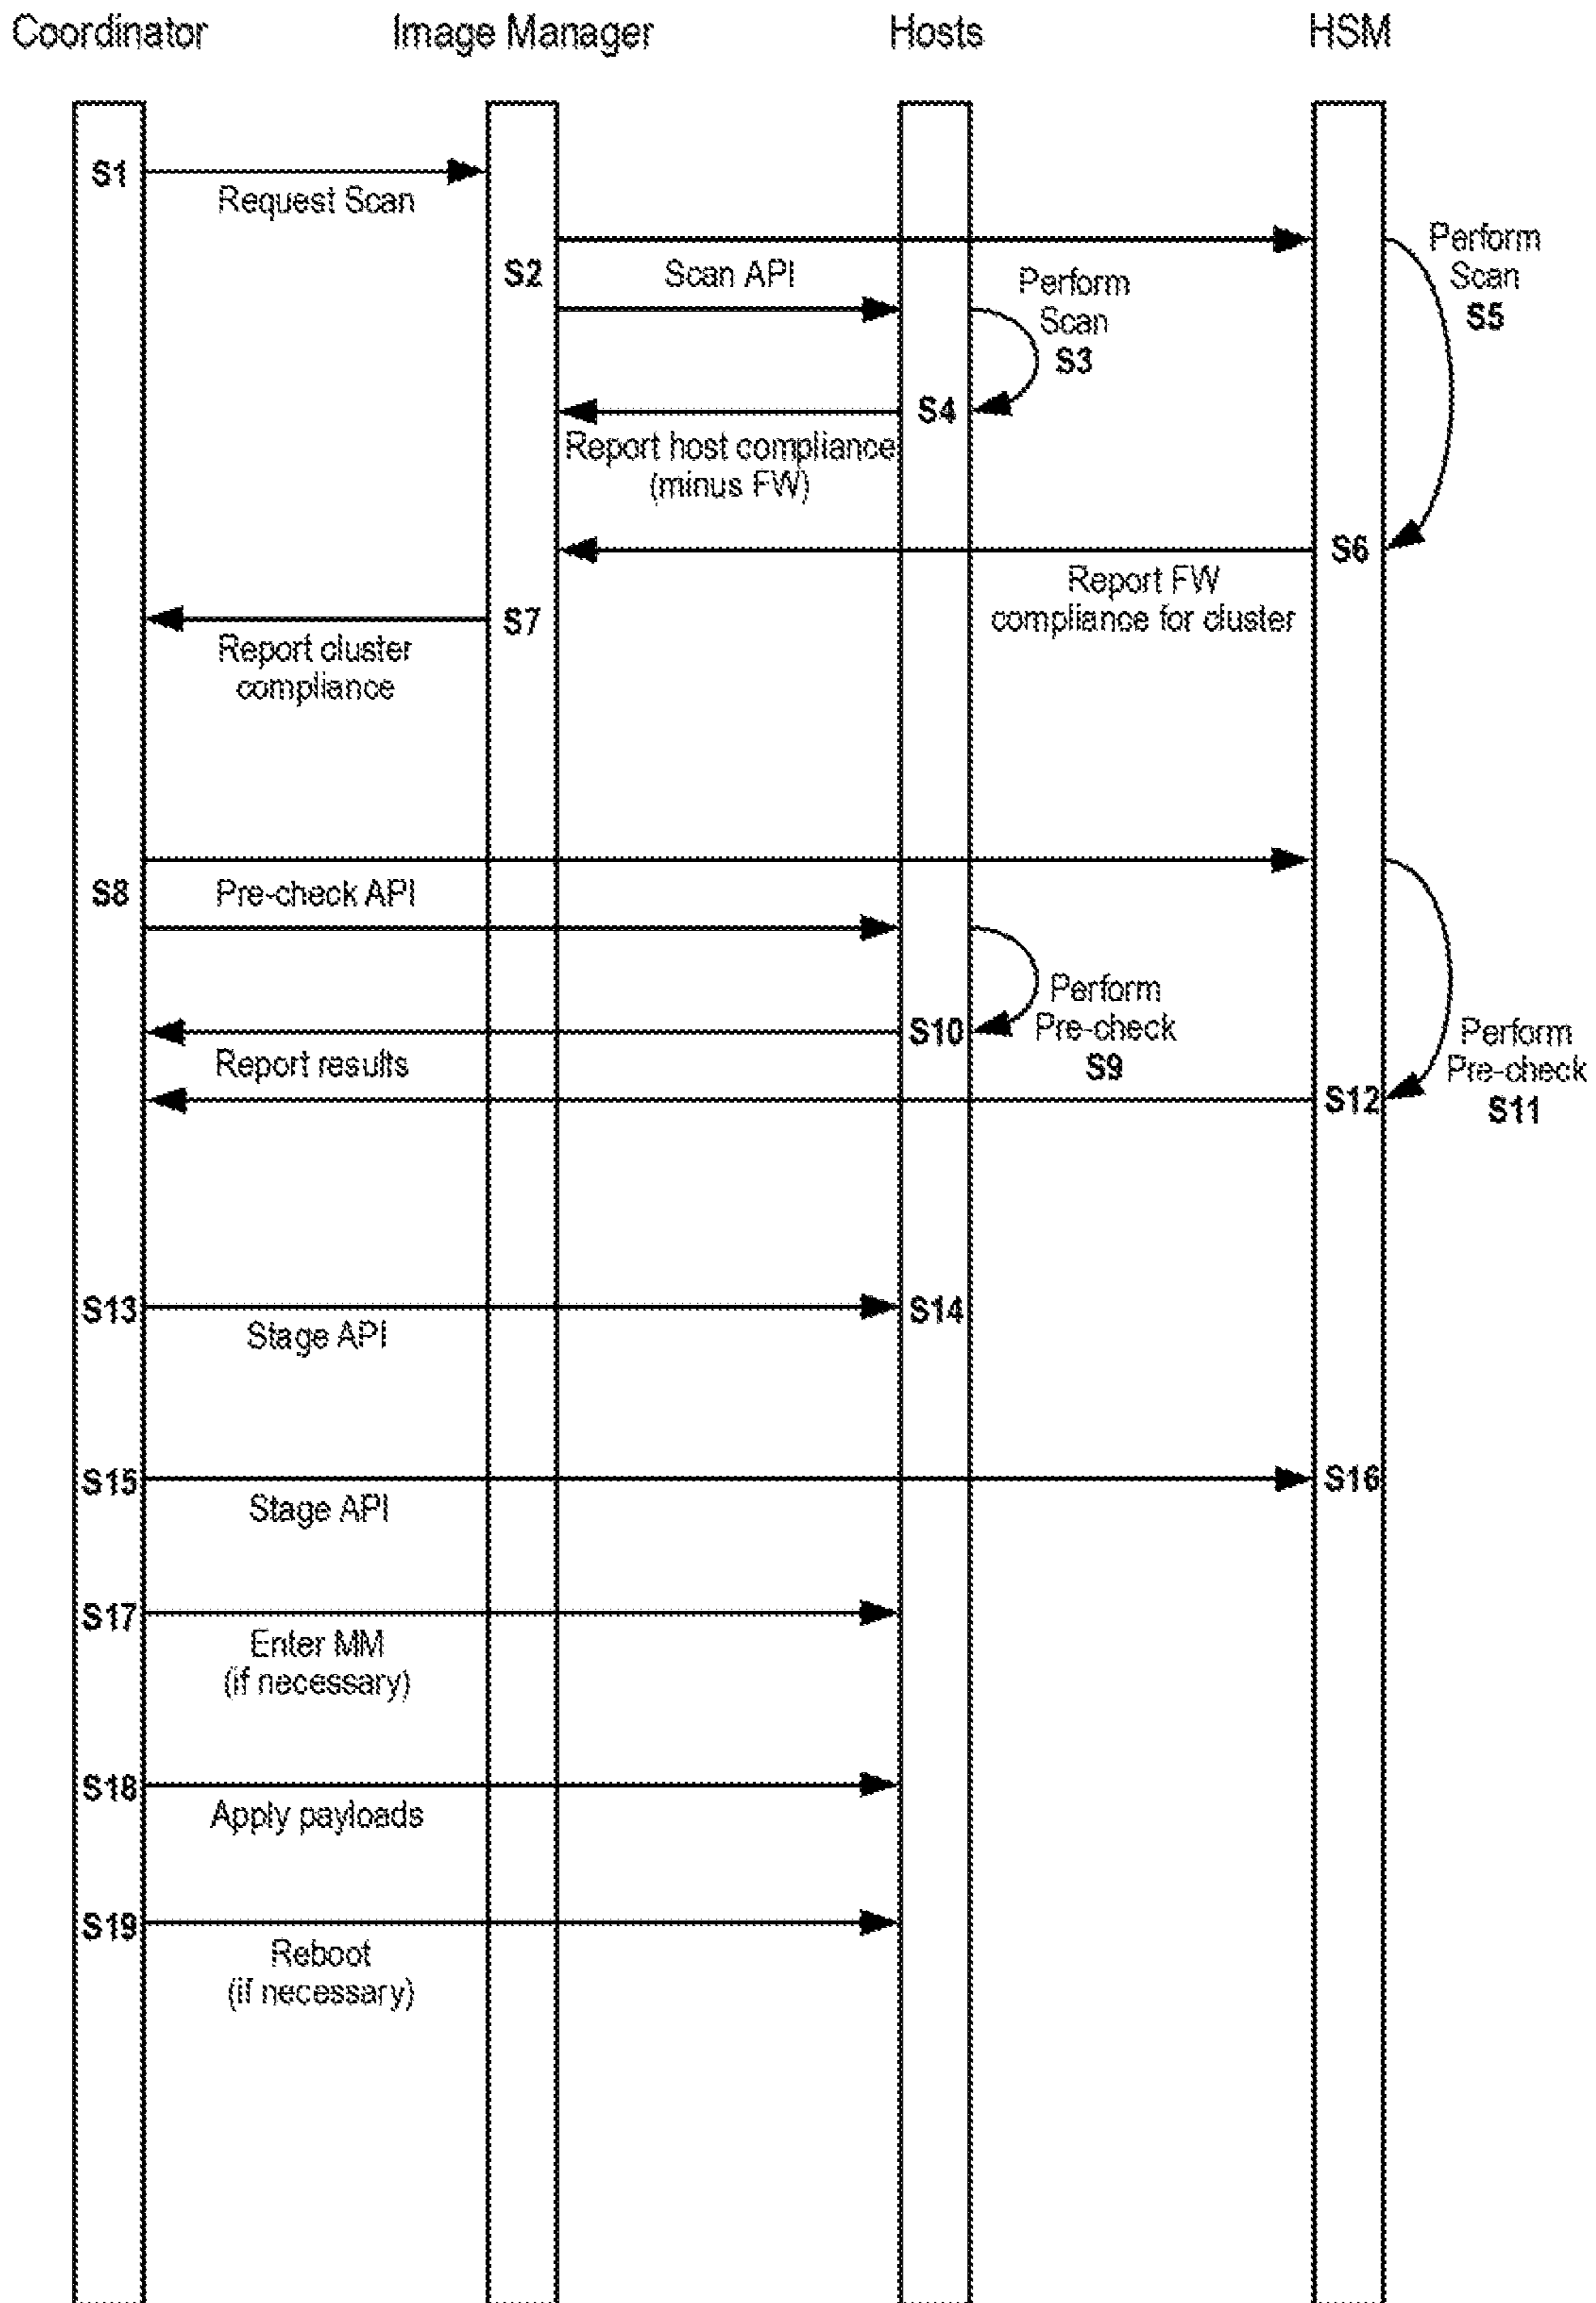 Coordinator
Image Manager
Hosts
HSM
S1
Request Scan
S2
Scan API
Perform
Scan
S3
Perform
Scan
S5
S4
Report host compliance
(minus FW)
S6
Report FW
compliance for cluster
S7
Report cluster
compliance
S8
Pre-check API
Perform
Pre-check
S9
S10
Report results
Perform
Pre-check
S11
S12
S13
Stage API
S14
S15
Stage API
S16
S17
Enter MM
(if necessary)
S18
Apply payloads
S19
Reboot
(if necessary)